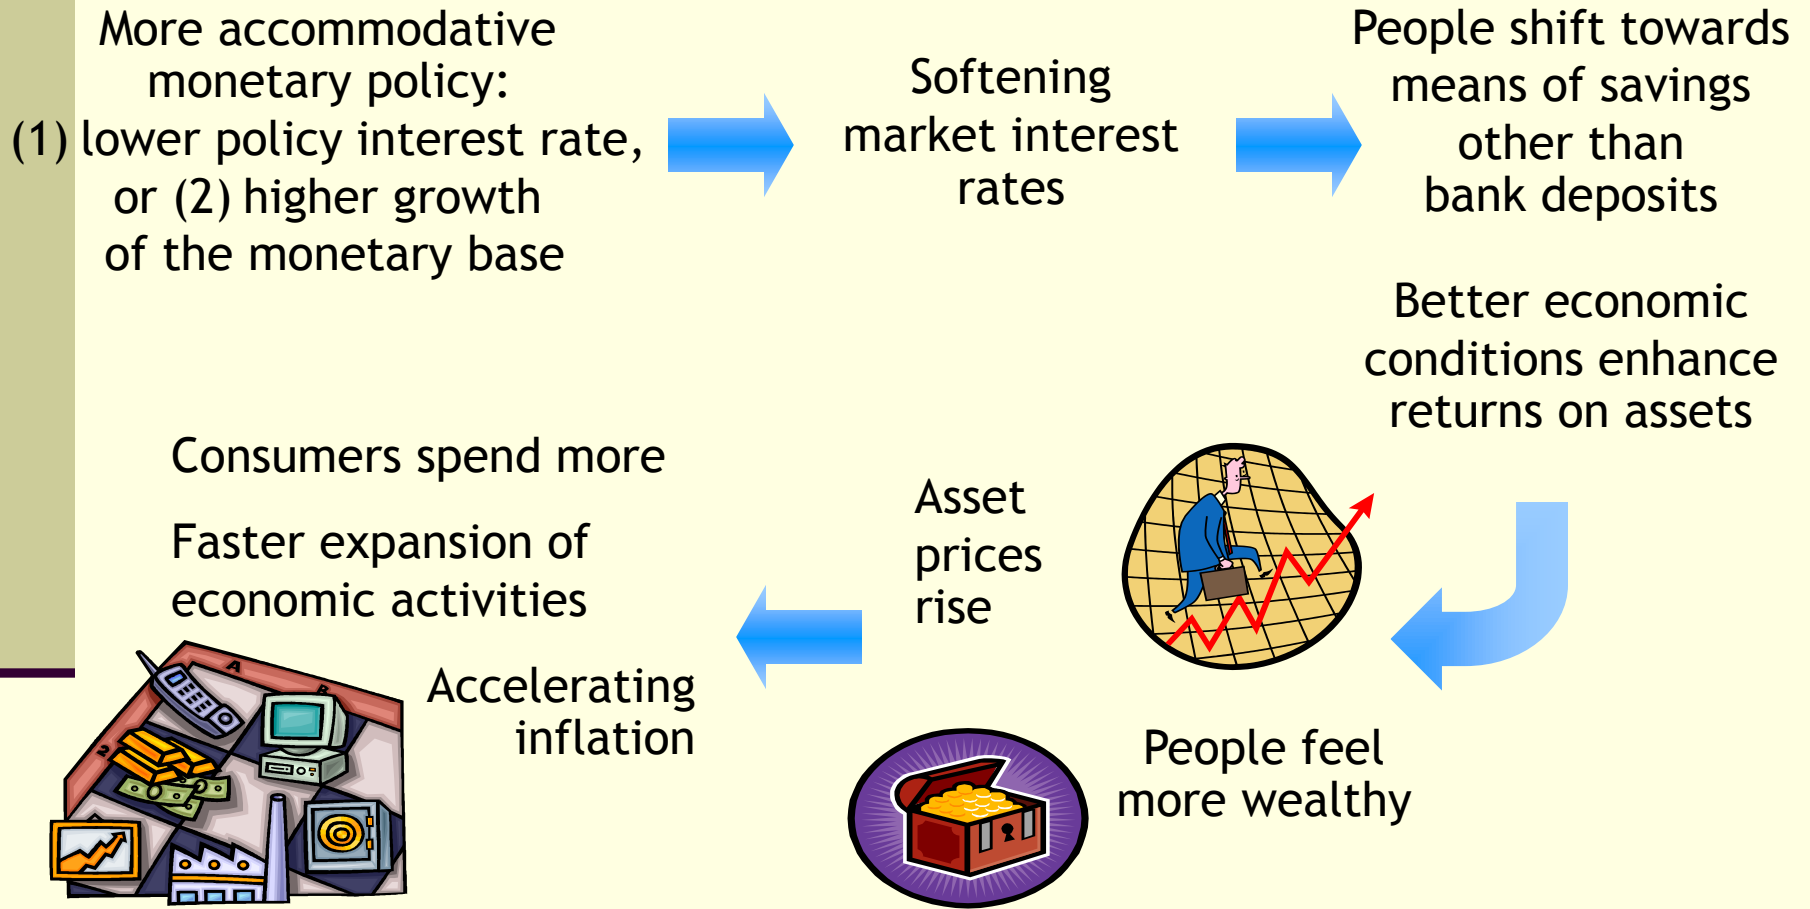 More accommodative
monetary policy:
(1) lower policy interest rate,
or (2) higher growth
of the monetary base
Softening
market interest
rates
People shift towards
means of savings
other than
bank deposits
Better economic
conditions enhance
returns on assets
Asset
prices
rise
People feel
more wealthy
Consumers spend more
Faster expansion of
economic activities
Accelerating
inflation
A
B
2